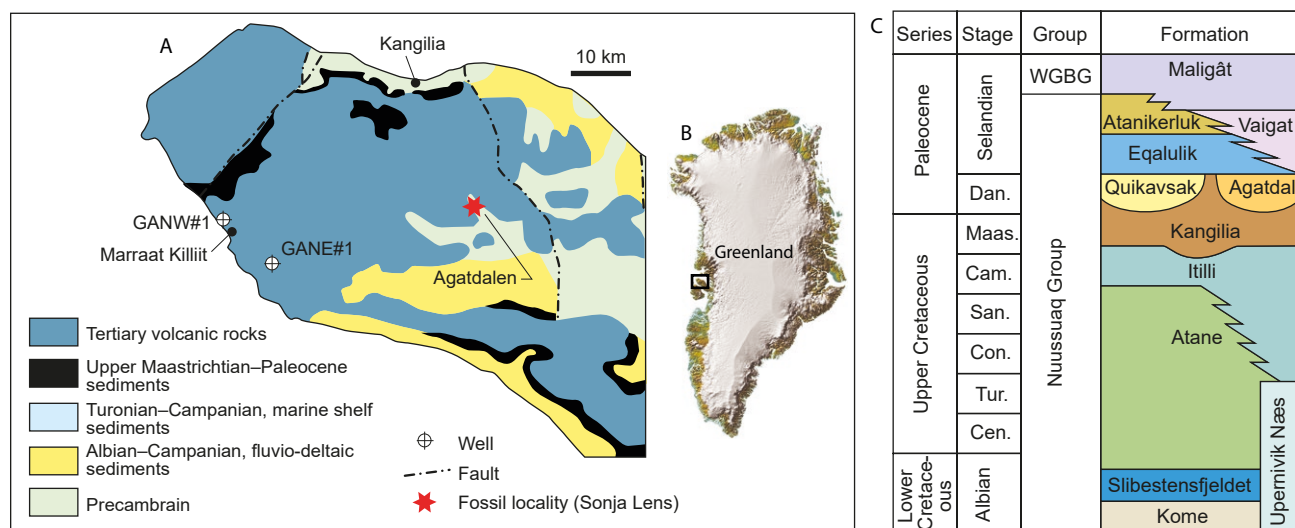 A
Kangilia
10 km
GANW#1
Marraat Killiit
GANE#1
Agatdalen
Tertiary volcanic rocks
Upper Maastrichtian–Paleocene
sediments
Turonian–Campanian, marine shelf
sediments
Albian–Campanian, fluvio-deltaic
sediments
Precambrain
Well
Fault
Fossil locality (Sonja Lens)
B
Greenland
C
Series
Stage
Group
Formation
Paleocene
Upper Cretaceous
Lower
Cretace-
ous
Selandian
Dan.
Maas.
Cam.
San.
Con.
Tur.
Cen.
Albian
WGBG
Nuussuaq Group
Maligât
Atanikerluk
Vaigat
Eqalulik
Quikavsak
Agatdal
Kangilia
Itilli
Atane
Upernivik Næs
Slibestensfjeldet
Kome